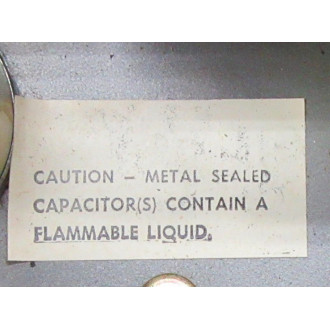 CAUTION – METAL SEALED
CAPACITOR(S) CONTAIN A
FLAMMABLE LIQUID.